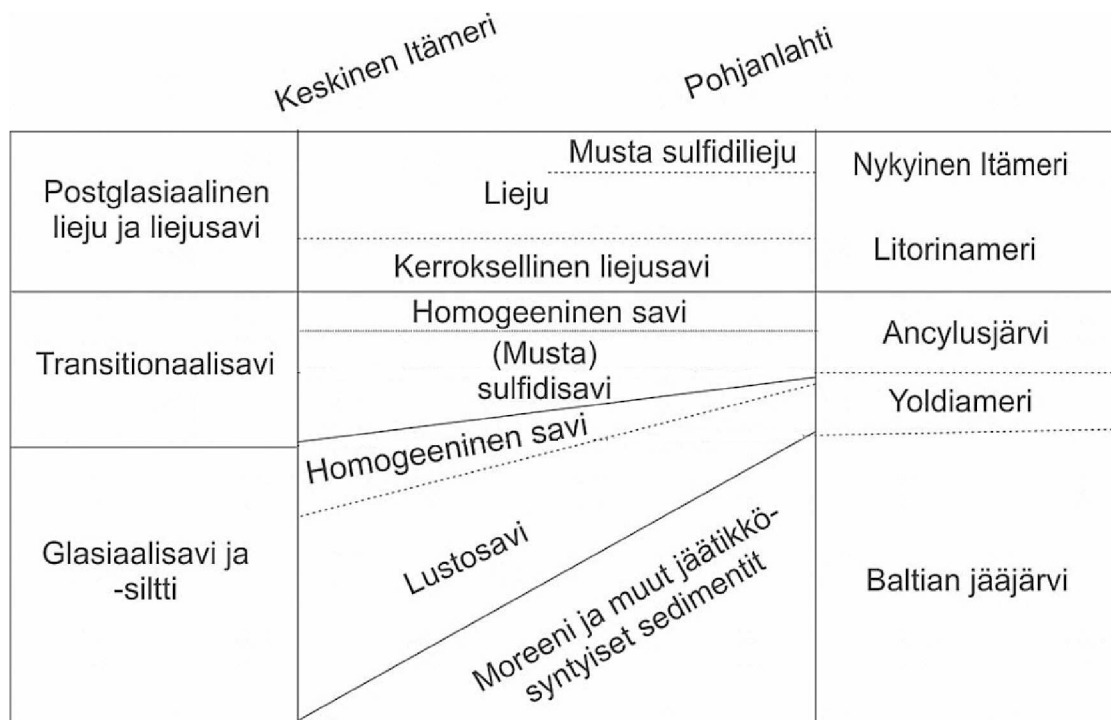 Keskinen Itämeri
Pohjanlahti
Postglasiaalinen
lieju ja liejusavi
Musta sulfidilieju
Lieju
Kerroksellinen liejusavi
Nykyinen Itämeri
Litorinameri
Transitionaalisavi
Homogeeninen savi
(Musta)
sulfidisavi
Ancylusjärvi
Yoldiameri
Homogeeninen savi
Glasiaalisavi ja
-siltti
Lustosavi
Moreeni ja muut jäätikkö-
syntyiset sedimentit
Baltian jääjärvi